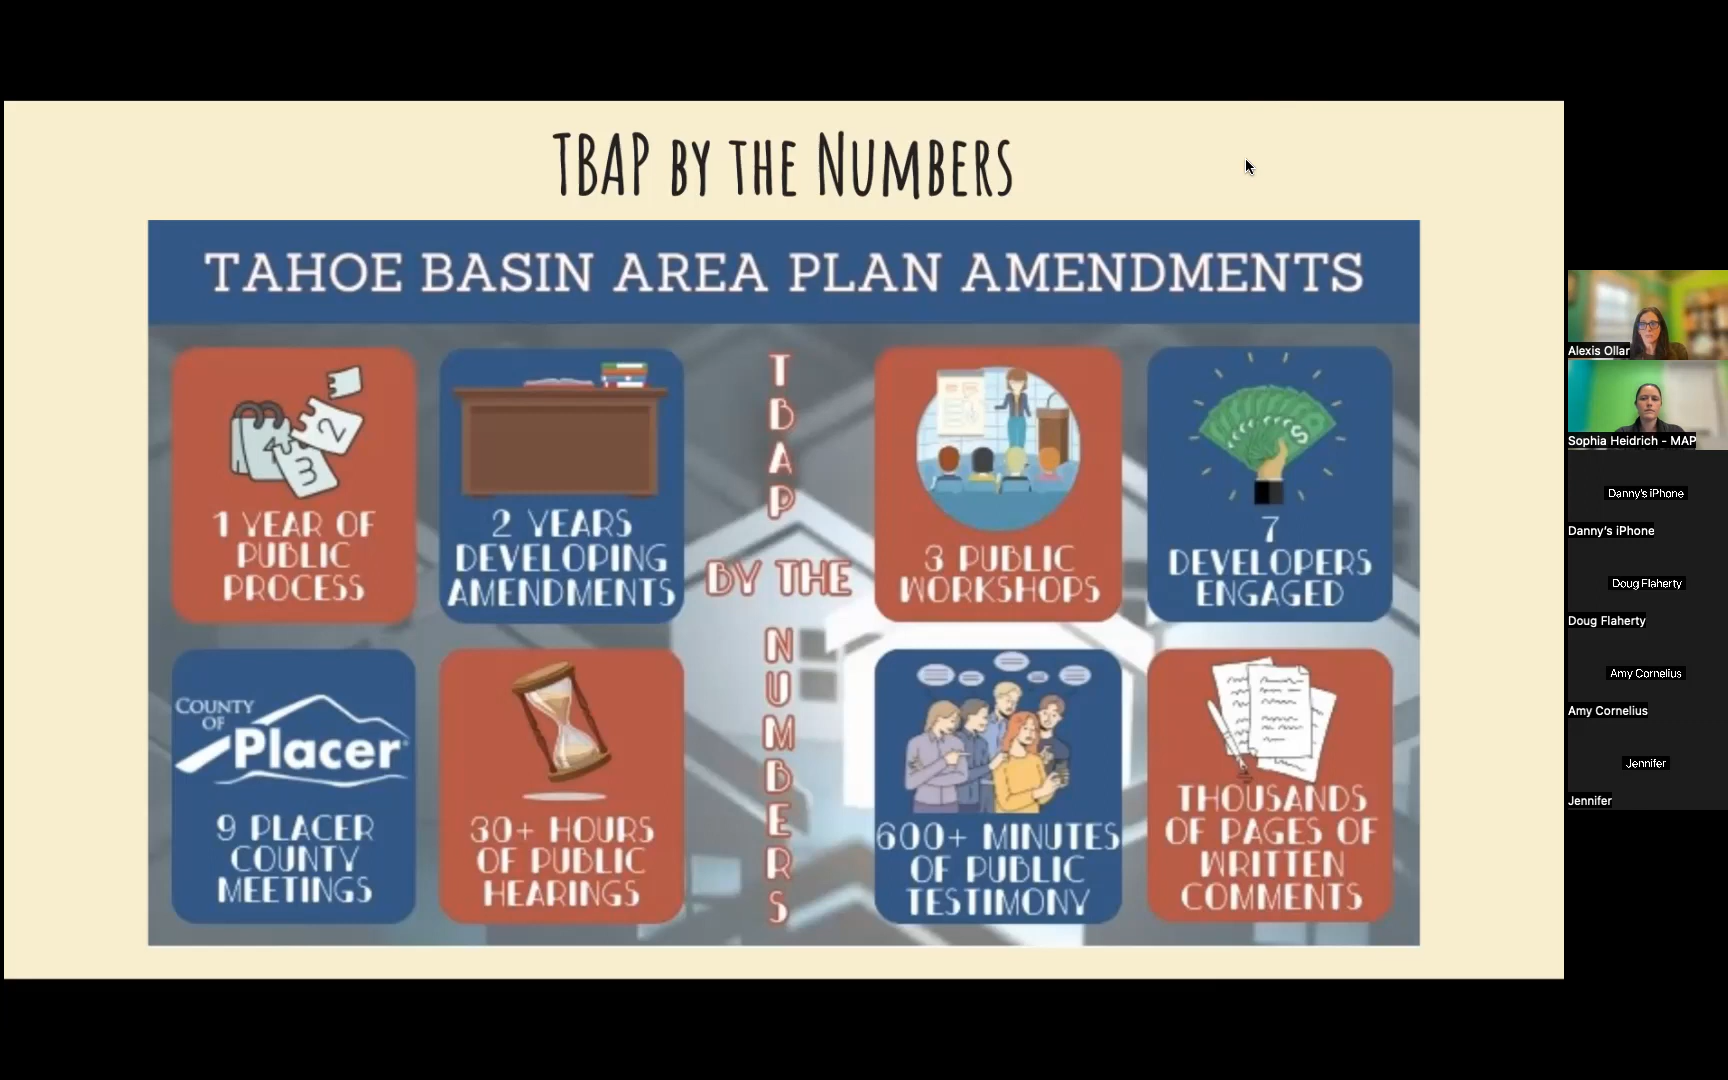 TBAP BY THE NUMBERS
TAHOE BASIN AREA PLAN AMENDMENTS
1 YEAR OF
PUBLIC
PROCESS
2 YEARS
DEVELOPING
AMENDMENTS
TBAP
BY THE
NUMBERS
3 PUBLIC
WORKSHOPS
7
DEVELOPERS
ENGAGED
COUNTY
OF
Placer
9 PLACER
COUNTY
MEETINGS
30+ HOURS
OF PUBLIC
HEARINGS
600+ MINUTES
OF PUBLIC
TESTIMONY
THOUSANDS
OF PAGES OF
WRITTEN
COMMENTS
Alexis Ollar
Sophia Heidrich - MAP
Danny's iPhone
Danny's iPhone
Doug Flaherty
Doug Flaherty
Amy Cornelius
Amy Cornelius
Jennifer
Jennifer